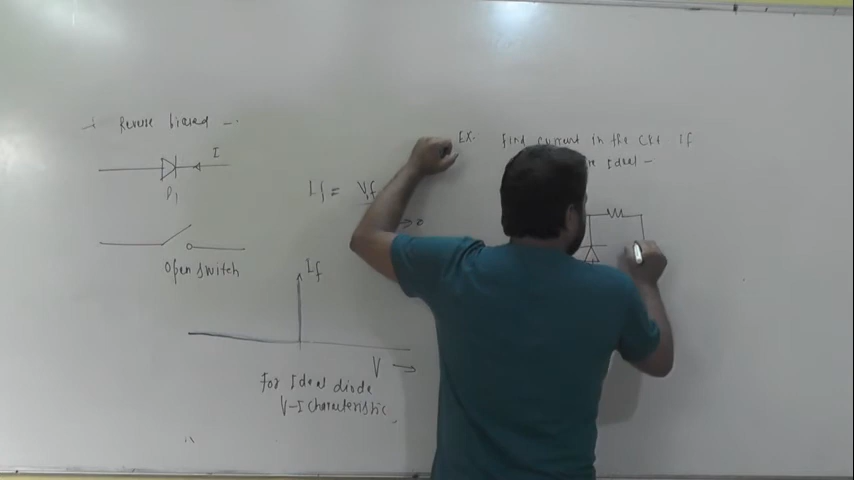 Reverse biased -.
I
D1
Open switch
If = Vf
If
V →
For Ideal diode
V-I charcteristic.
EX. Find current in the ckt if
Ideal -